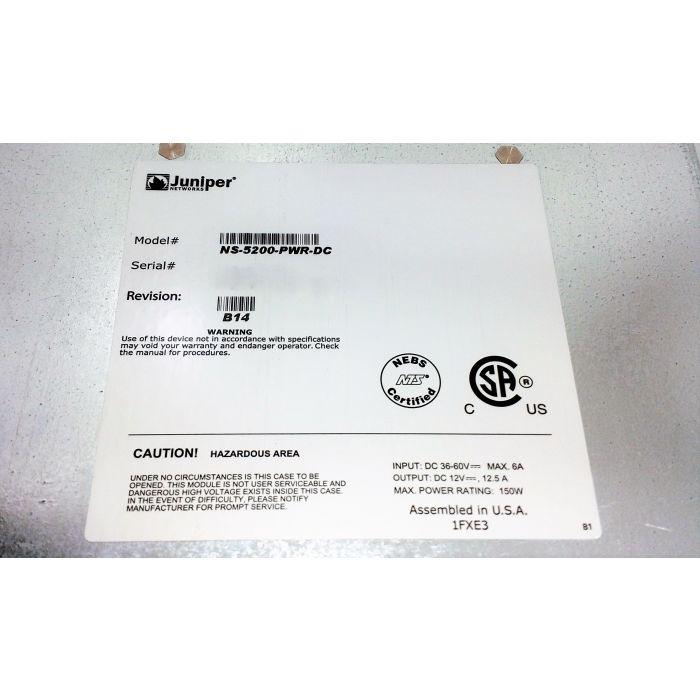 Juniper®
NETWORKS
Model#
NS-5200-PWR-DC
Serial#
Revision:
B14
WARNING
Use of this device not in accordance with specifications
may void your warranty and endanger operator. Check
the manual for procedures.
NEBS
NTS®
Certified
CSA®
C US
CAUTION! HAZARDOUS AREA
UNDER NO CIRCUMSTANCES IS THIS CASE TO BE
OPENED. THIS MODULE IS NOT USER SERVICEABLE AND
DANGEROUS HIGH VOLTAGE EXISTS INSIDE THIS CASE.
IN THE EVENT OF DIFFICULTY, PLEASE NOTIFY
MANUFACTURER FOR PROMPT SERVICE.
INPUT: DC 36-60V⎓ MAX. 6A
OUTPUT: DC 12V⎓, 12.5 A
MAX. POWER RATING: 150W
Assembled in U.S.A.
1FXE3
B1